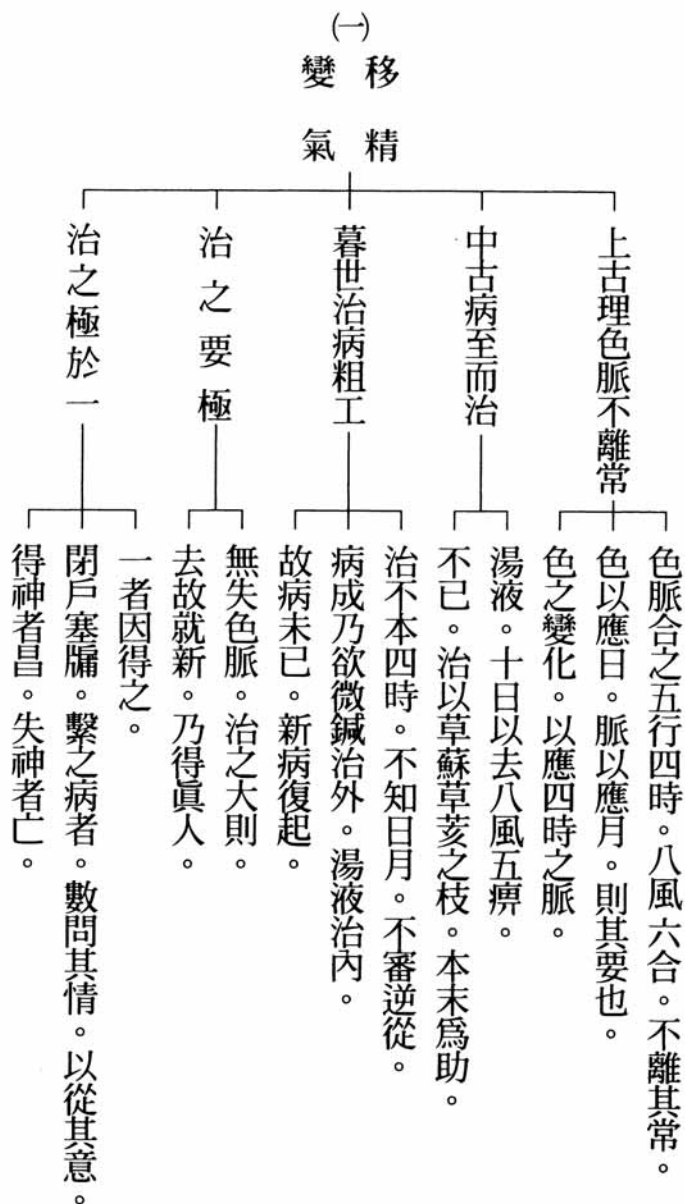 ㈠
移精
變氣
上古理色脈不離常
色脈合之五行四時。八風六合。不離其常。
色以應日。脈以應月。則其要也。
色之變化。以應四時之脈。
中古病至而治
湯液。十日以去八風五痹。
不已。治以草蘇草荄之枝。本末爲助。
暮世治病粗工
治不本四時。不知日月。不審逆從。
病成乃欲微鍼治外。湯液治內。
故病未已。新病復起。
治之要極
無失色脈。治之大則。
去故就新。乃得眞人。
治之極於一
一者因得之。
閉戶塞牖。繫之病者。數問其情。以從其意。
得神者昌。失神者亡。